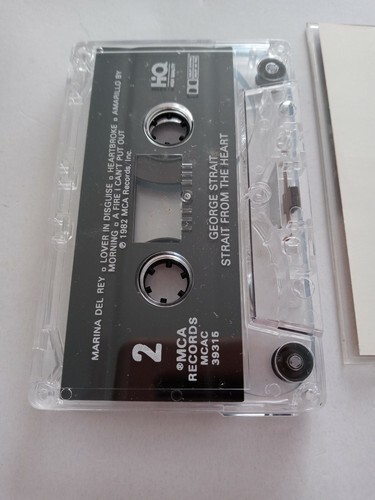 MARINA DEL REY ¤ LOVER IN DISGUISE ¤ HEARTBROKE ¤ AMARILLO BY
MORNING ¤ A FIRE I CAN'T PUT OUT
℗ 1982 MCA Records, Inc.
HQ
2
GEORGE STRAIT
STRAIT FROM THE HEART
®MCA
RECORDS
MCAC
39315